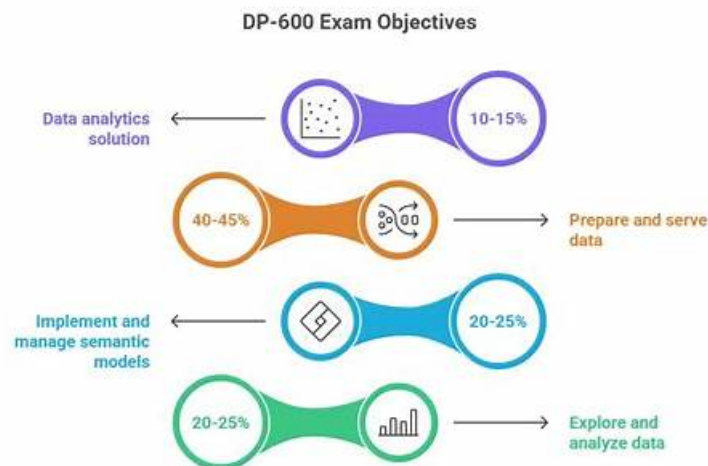 DP-600 Exam Objectives
Data analytics
solution
10-15%
40-45%
Prepare and serve
data
Implement and
manage semantic
models
20-25%
20-25%
Explore and
analyze data